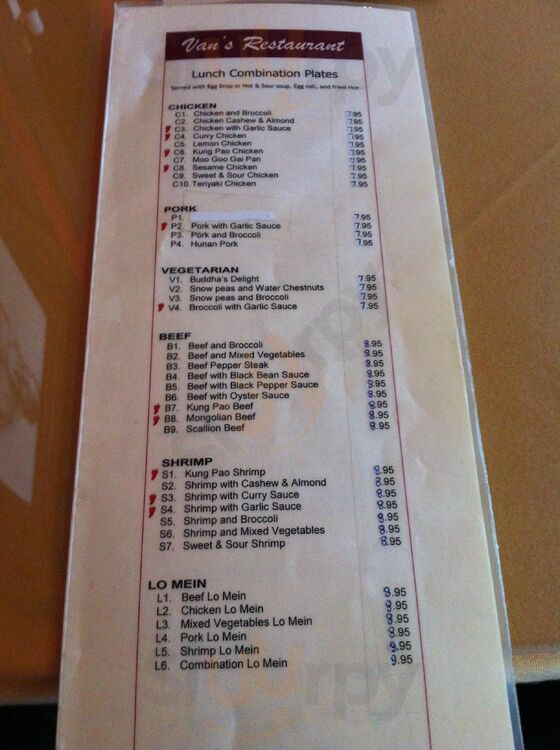 Van's Restaurant
Lunch Combination Plates
Served with Egg Drop or Hot & Sour soup, Egg roll, and fried rice
CHICKEN
C1. Chicken and Broccoli 7.95
C2. Chicken Cashew & Almond 7.95
C3. Chicken with Garlic Sauce 7.95
C4. Curry Chicken 7.95
C5. Lemon Chicken 7.95
C6. Kung Pao Chicken 7.95
C7. Moo Goo Gai Pan 7.95
C8. Sesame Chicken 7.95
C9. Sweet & Sour Chicken 7.95
C10 Teriyaki Chicken 7.95
PORK
P1. 7.95
P2. Pork with Garlic Sauce 7.95
P3. Pork and Broccoli 7.95
P4. Hunan Pork 7.95
VEGETARIAN
V1. Buddha's Delight 7.95
V2. Snow peas and Water Chestnuts 7.95
V3. Snow peas and Broccoli 7.95
V4. Broccoli with Garlic Sauce 7.95
BEEF
B1. Beef and Broccoli 8.95
B2. Beef and Mixed Vegetables 8.95
B3. Beef Pepper Steak 8.95
B4. Beef with Black Bean Sauce 8.95
B5. Beef with Black Pepper Sauce 8.95
B6. Beef with Oyster Sauce 8.95
B7. Kung Pao Beef 8.95
B8. Mongolian Beef 8.95
B9. Scallion Beef 8.95
SHRIMP
S1. Kung Pao Shrimp 8.95
S2. Shrimp with Cashew & Almond 8.95
S3. Shrimp with Curry Sauce 8.95
S4. Shrimp with Garlic Sauce 8.95
S5. Shrimp and Broccoli 8.95
S6. Shrimp and Mixed Vegetables 8.95
S7. Sweet & Sour Shrimp 8.95
LO MEIN
L1. Beef Lo Mein 8.95
L2. Chicken Lo Mein 8.95
L3. Mixed Vegetables Lo Mein 8.95
L4. Pork Lo Mein 8.95
L5. Shrimp Lo Mein 9.95
L6. Combination Lo Mein 9.95